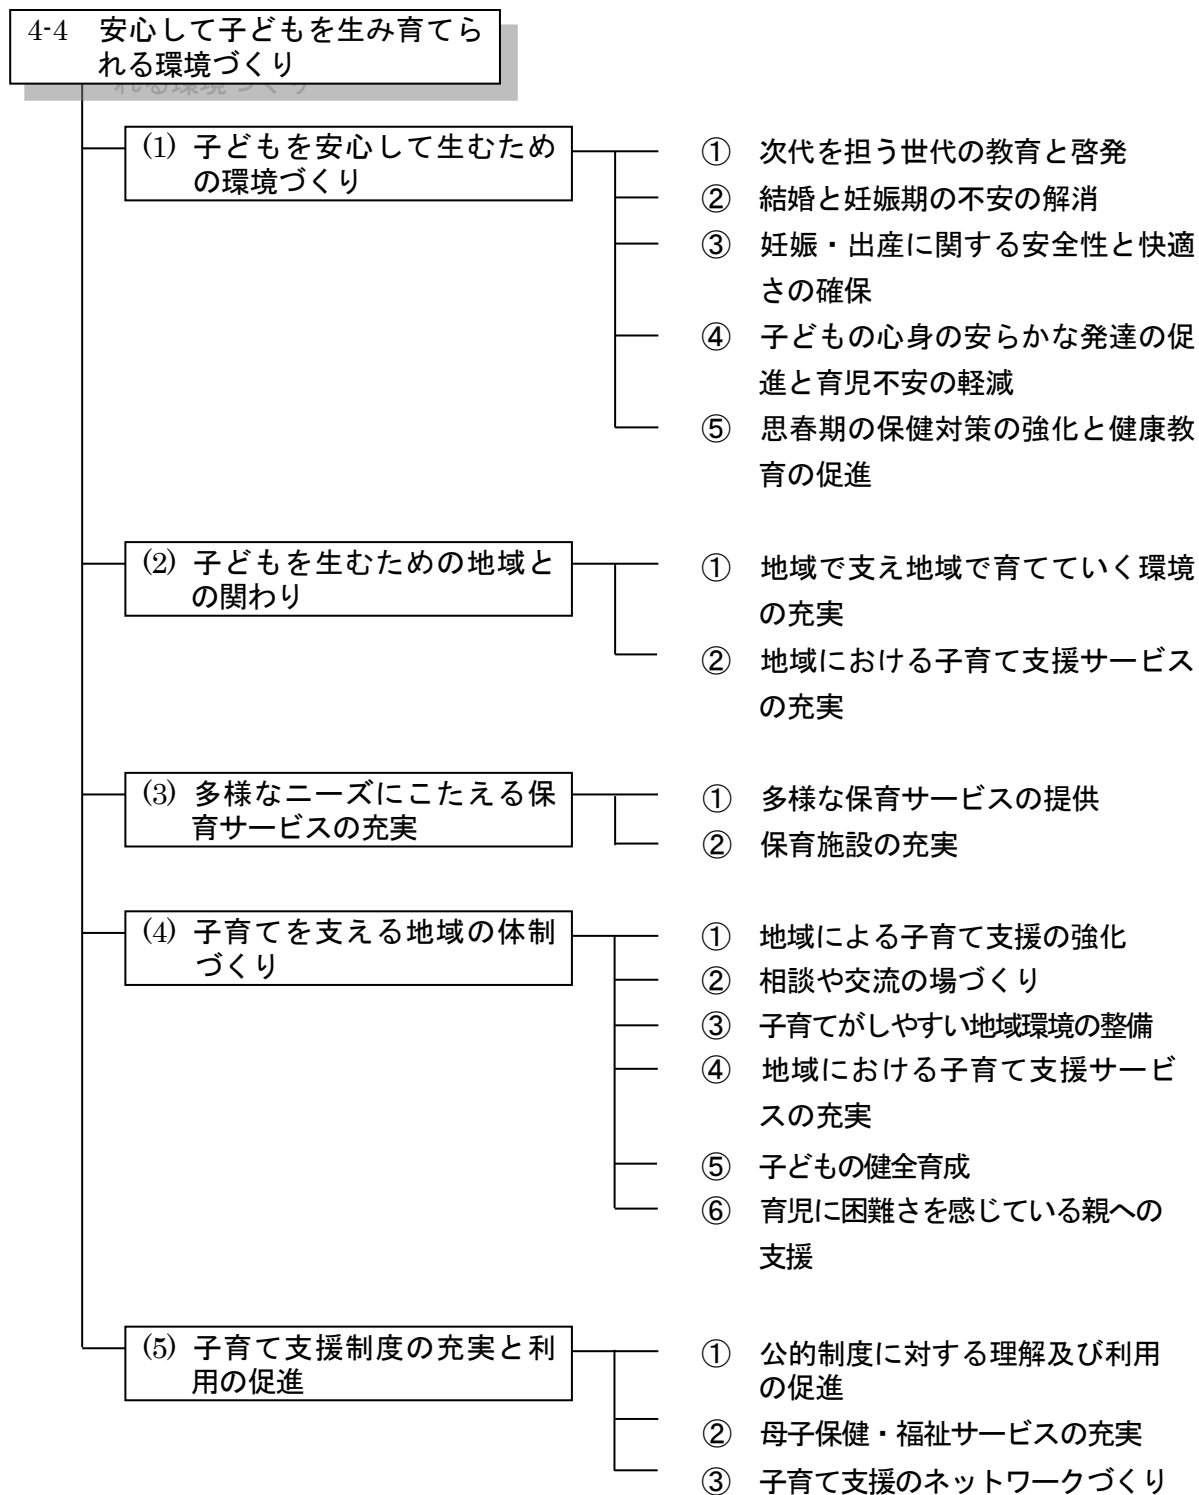 4-4 安心して子どもを生み育てら
れる環境づくり
(1) 子どもを安心して生むため
の環境づくり
① 次代を担う世代の教育と啓発
② 結婚と妊娠期の不安の解消
③ 妊娠・出産に関する安全性と快適
さの確保
④ 子どもの心身の安らかな発達の促
進と育児不安の軽減
⑤ 思春期の保健対策の強化と健康教
育の促進
(2) 子どもを生むための地域と
の関わり
① 地域で支え地域で育てていく環境
の充実
② 地域における子育て支援サービス
の充実
(3) 多様なニーズにこたえる保
育サービスの充実
① 多様な保育サービスの提供
② 保育施設の充実
(4) 子育てを支える地域の体制
づくり
① 地域による子育て支援の強化
② 相談や交流の場づくり
③ 子育てがしやすい地域環境の整備
④ 地域における子育て支援サービ
スの充実
⑤ 子どもの健全育成
⑥ 育児に困難さを感じている親への
支援
(5) 子育て支援制度の充実と利
用の促進
① 公的制度に対する理解及び利用
の促進
② 母子保健・福祉サービスの充実
③ 子育て支援のネットワークづくり